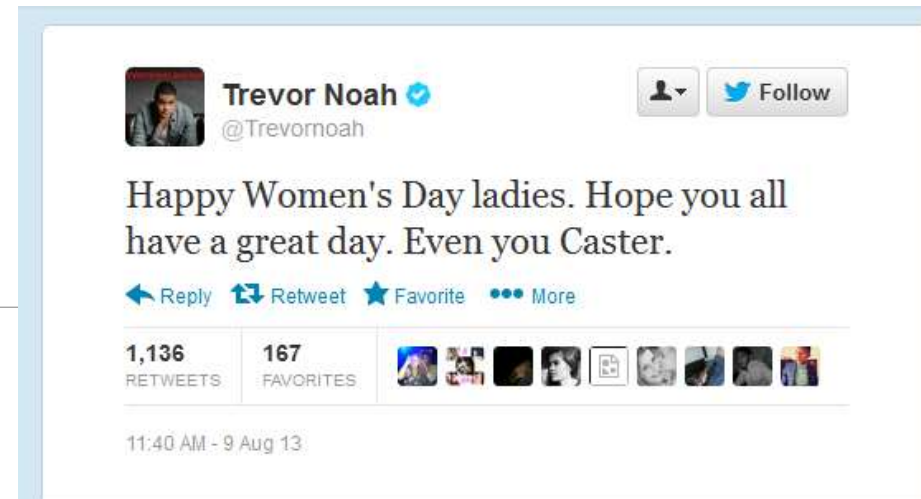 Trevor Noah
@Trevornoah
Follow
Happy Women's Day ladies. Hope you all
have a great day. Even you Caster.
Reply Retweet Favorite More
1,136 167
RETWEETS FAVORITES
11:40 AM - 9 Aug 13